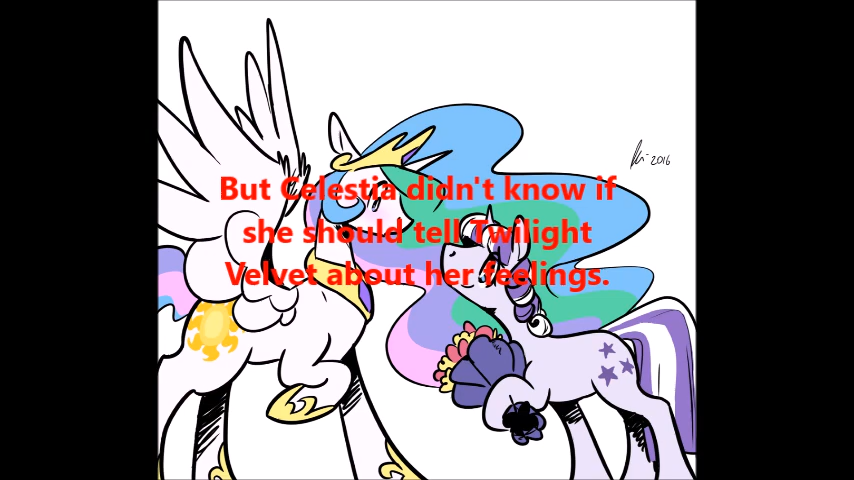 2016
But Celestia didn't know if
she should tell Twilight
Velvet about her feelings.